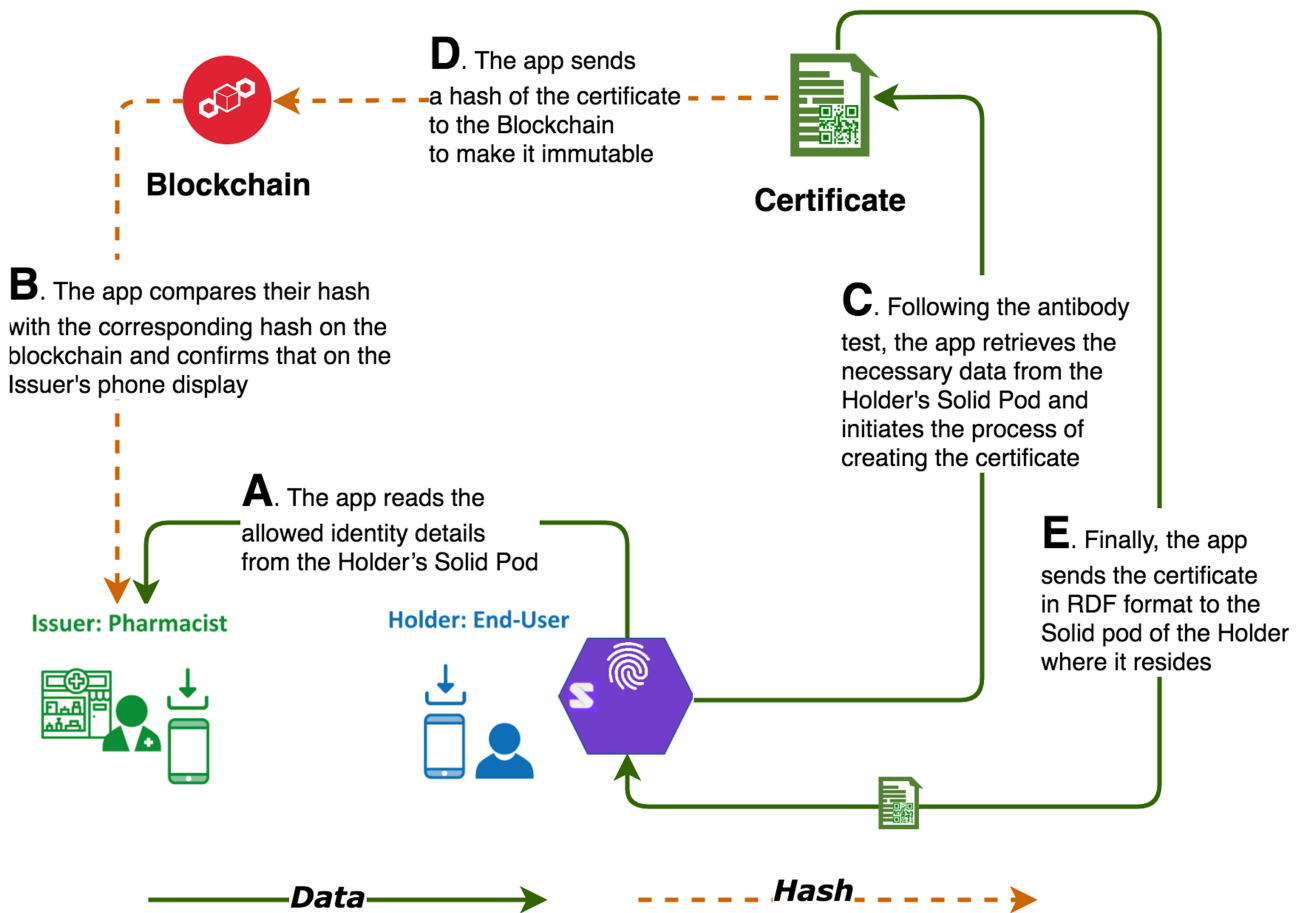 D. The app sends
a hash of the certificate
to the Blockchain
to make it immutable
Blockchain
Certificate
B. The app compares their hash
with the corresponding hash on the
blockchain and confirms that on the
Issuer's phone display
C. Following the antibody
test, the app retrieves the
necessary data from the
Holder's Solid Pod and
initiates the process of
creating the certificate
A. The app reads the
allowed identity details
from the Holder’s Solid Pod
E. Finally, the app
sends the certificate
in RDF format to the
Solid pod of the Holder
where it resides
Issuer: Pharmacist
Holder: End-User
S
Data
Hash